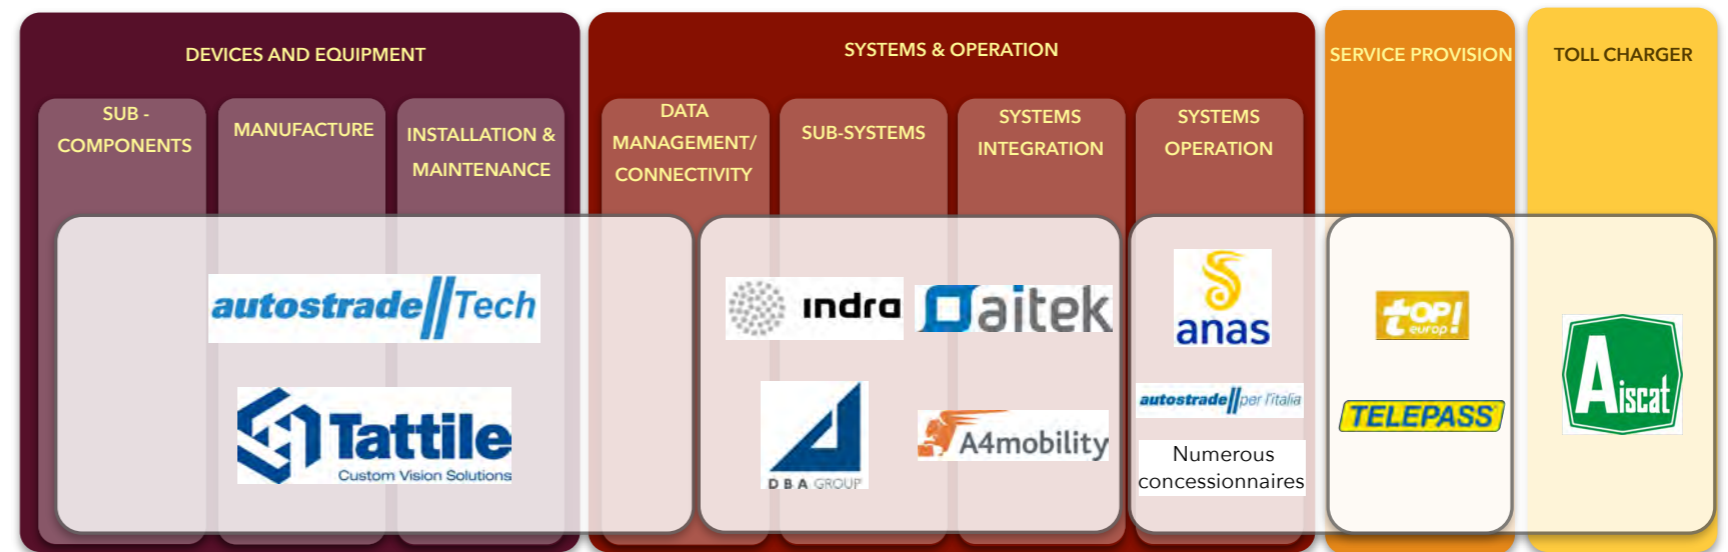 DEVICES AND EQUIPMENT
SYSTEMS & OPERATION
SERVICE PROVISION
TOLL CHARGER
SUB -
COMPONENTS
MANUFACTURE
INSTALLATION &
MAINTENANCE
DATA
MANAGEMENT/
CONNECTIVITY
SUB-SYSTEMS
SYSTEMS
INTEGRATION
SYSTEMS
OPERATION
autostrade//Tech
Tattile
Custom Vision Solutions
indra
aitek
DBA GROUP
A4mobility
anas
autostrade//per l'italia
Numerous
concessionnaires
top!
europ
TELEPASS
Aiscat